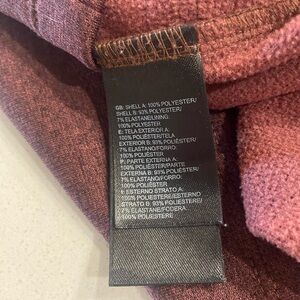 GB: SHELL A: 100% POLYESTER/
SHELL B: 93% POLYESTER/
7% ELASTANE/LINING:
100% POLYESTER
E: TELA EXTERIOR A:
100% POLIÉSTER/TELA
EXTERIOR B: 93% POLIÉSTER/
7% ELASTANO/FORRO:
100% POLIÉSTER
P: PARTE EXTERNA A:
100% POLIÉSTER/PARTE
EXTERNA B: 93% POLIÉSTER/
7% ELASTANO/FORRO:
100% POLIÉSTER
I: ESTERNO STRATO A:
100% POLIESTERE/ESTERNO
STRATO B: 93% POLIESTERE/
7% ELASTANE/FODERA:
100% POLIESTERE